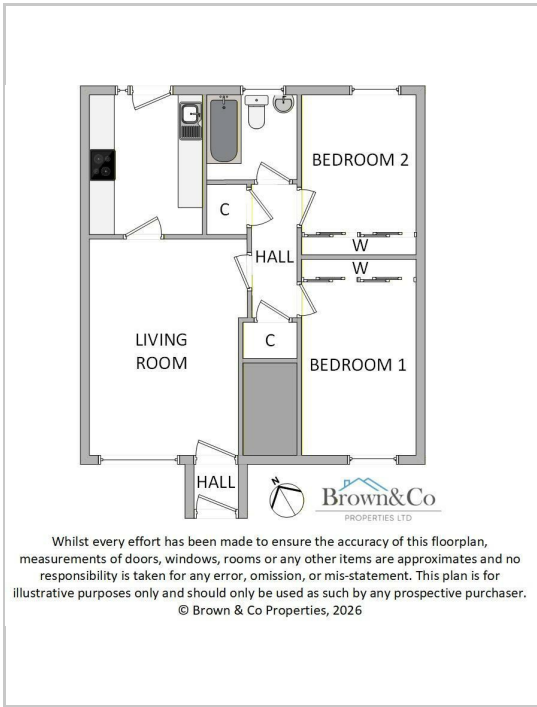 BEDROOM 2
C
W
HALL
W
LIVING
ROOM
C
BEDROOM 1
HALL
N
Brown&Co
PROPERTIES LTD
Whilst every effort has been made to ensure the accuracy of this floorplan,
measurements of doors, windows, rooms or any other items are approximates and no
responsibility is taken for any error, omission, or mis-statement. This plan is for
illustrative purposes only and should only be used as such by any prospective purchaser.
© Brown & Co Properties, 2026